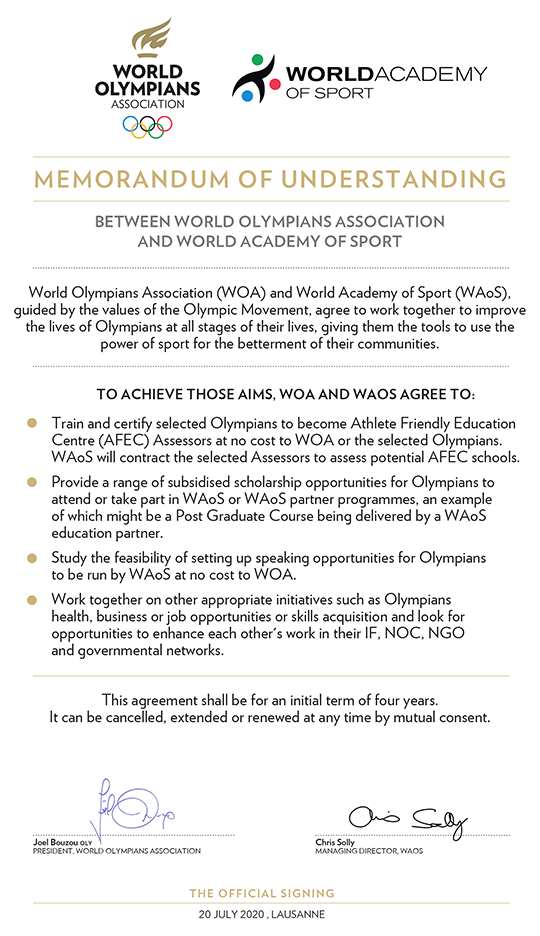 WORLD
OLYMPIANS
ASSOCIATION
WORLDACADEMY
OF SPORT
MEMORANDUM OF UNDERSTANDING
BETWEEN WORLD OLYMPIANS ASSOCIATION
AND WORLD ACADEMY OF SPORT
World Olympians Association (WOA) and World Academy of Sport (WAoS),
guided by the values of the Olympic Movement, agree to work together to improve
the lives of Olympians at all stages of their lives, giving them the tools to use the
power of sport for the betterment of their communities.
TO ACHIEVE THOSE AIMS, WOA AND WAOS AGREE TO:
Train and certify selected Olympians to become Athlete Friendly Education
Centre (AFEC) Assessors at no cost to WOA or the selected Olympians.
WAoS will contract the selected Assessors to assess potential AFEC schools.
Provide a range of subsidised scholarship opportunities for Olympians to
attend or take part in WAoS or WAoS partner programmes, an example
of which might be a Post Graduate Course being delivered by a WAoS
education partner.
Study the feasibility of setting up speaking opportunities for Olympians
to be run by WAoS at no cost to WOA.
Work together on other appropriate initiatives such as Olympians
health, business or job opportunities or skills acquisition and look for
opportunities to enhance each other's work in their IF, NOC, NGO
and governmental networks.
This agreement shall be for an initial term of four years.
It can be cancelled, extended or renewed at any time by mutual consent.
Chris Solly
Joel Bouzou OLY
PRESIDENT, WORLD OLYMPIANS ASSOCIATION
Chris Solly
MANAGING DIRECTOR, WAOS
THE OFFICIAL SIGNING
20 JULY 2020 , LAUSANNE